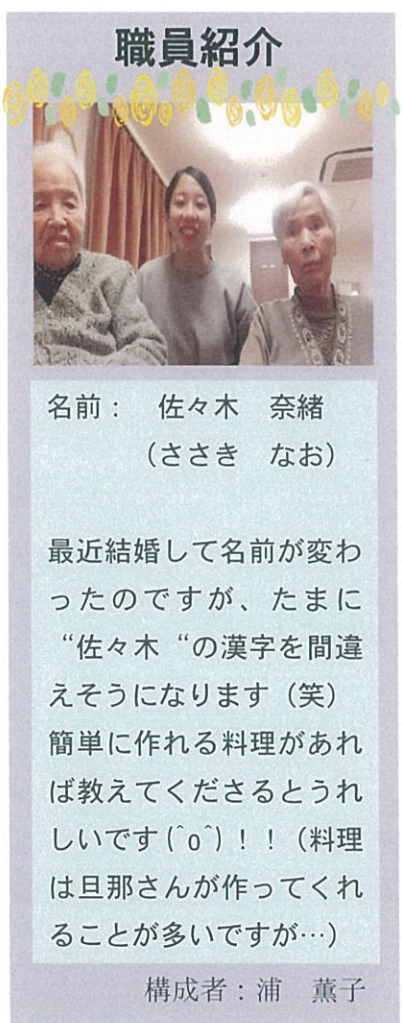 職員紹介
名前：　佐々木　奈緒
（ささき　なお）
最近結婚して名前が変わ
ったのですが、たまに
“佐々木“の漢字を間違
えそうになります（笑）
簡単に作れる料理があれ
ば教えてくださるとうれ
しいです(^o^)！！（料理
は旦那さんが作ってくれ
ることが多いですが…）
構成者：浦　薫子